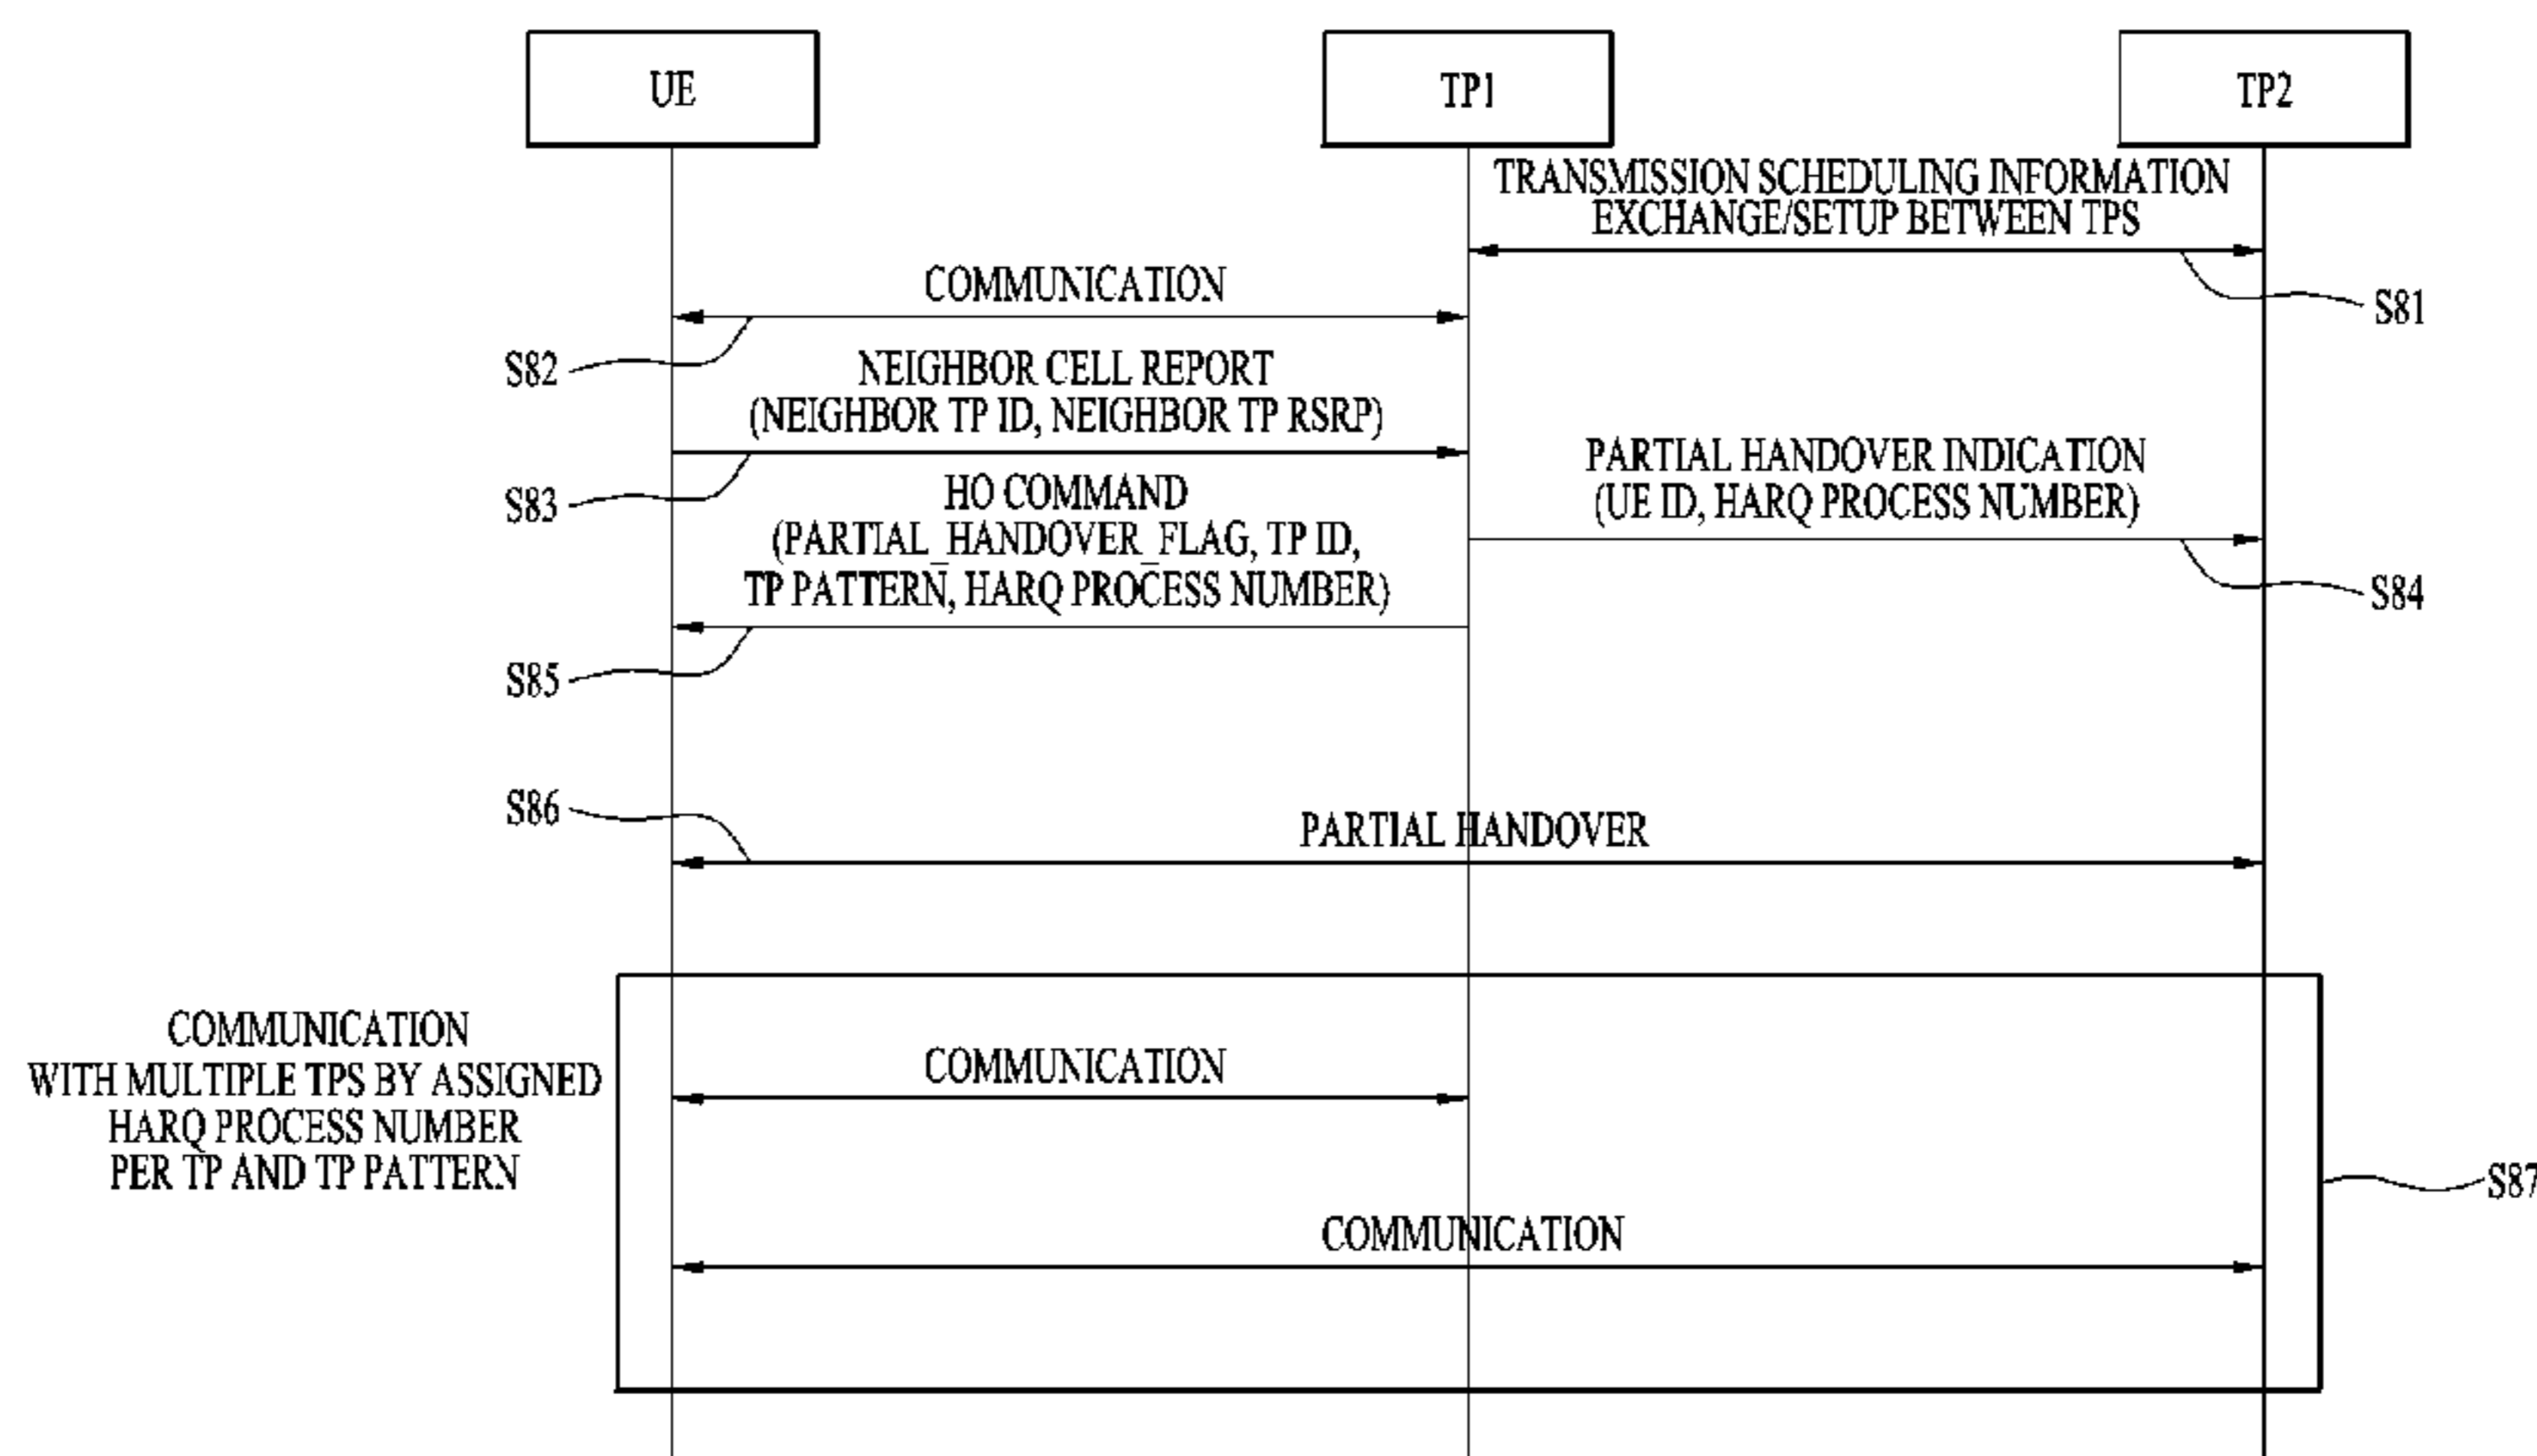 UE
TP1
TP2
TRANSMISSION SCHEDULING INFORMATION
EXCHANGE/SETUP BETWEEN TPS
S81
COMMUNICATION
S82
NEIGHBOR CELL REPORT
(NEIGHBOR TP ID, NEIGHBOR TP RSRP)
S83
PARTIAL HANDOVER INDICATION
(UE ID, HARQ PROCESS NUMBER)
S84
HO COMMAND
(PARTIAL_HANDOVER_FLAG, TP ID,
TP PATTERN, HARQ PROCESS NUMBER)
S85
S86
PARTIAL HANDOVER
COMMUNICATION
WITH MULTIPLE TPS BY ASSIGNED
HARQ PROCESS NUMBER
PER TP AND TP PATTERN
COMMUNICATION
COMMUNICATION
S87